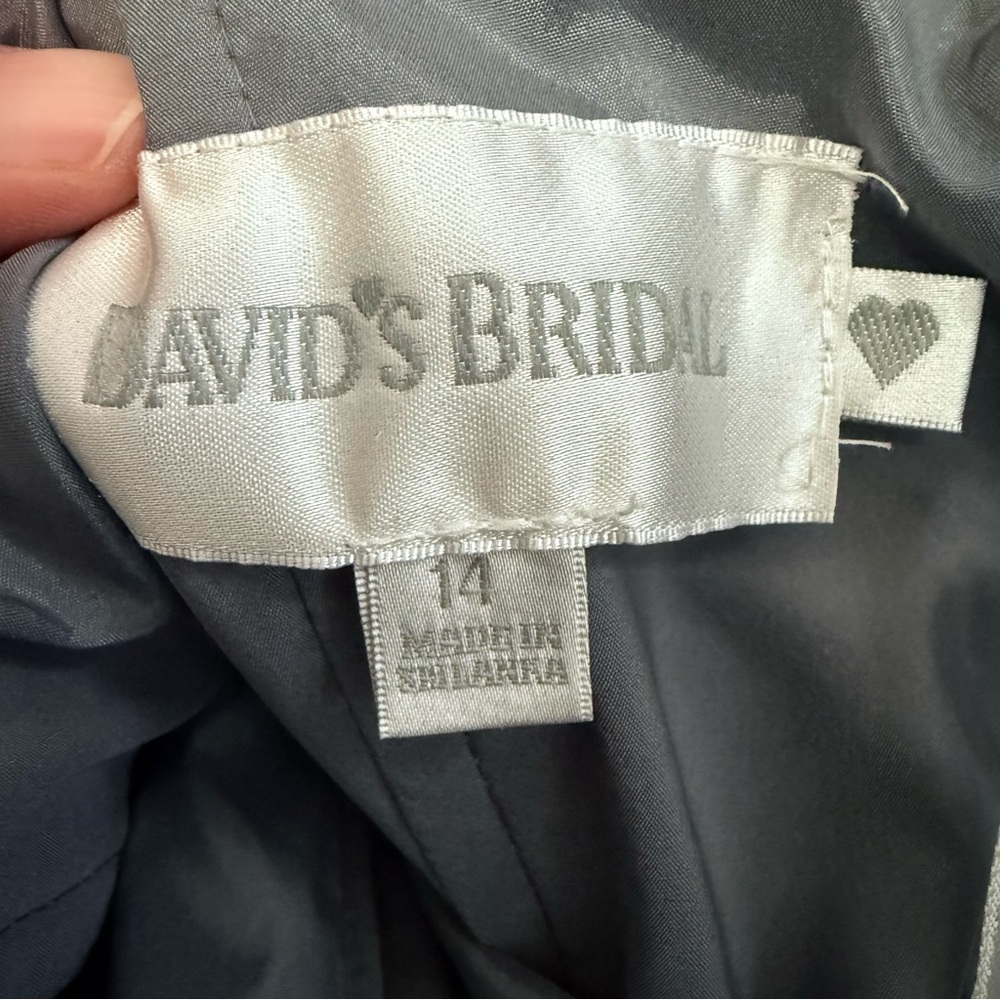 DAVID'S BRIDAL
14
MADE IN
SRI LANKA